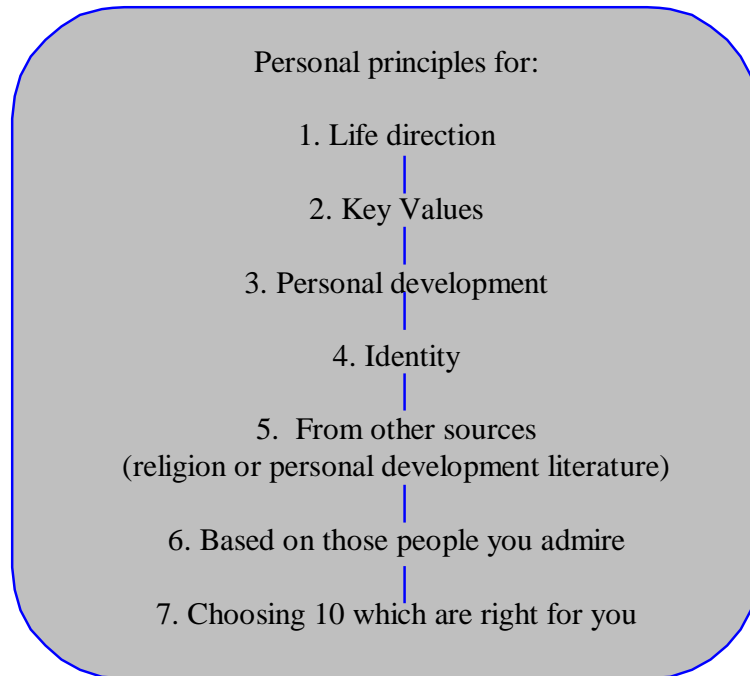 Personal principles for:
1. Life direction
2. Key Values
3. Personal development
4. Identity
5.  From other sources
(religion or personal development literature)
6. Based on those people you admire
7. Choosing 10 which are right for you